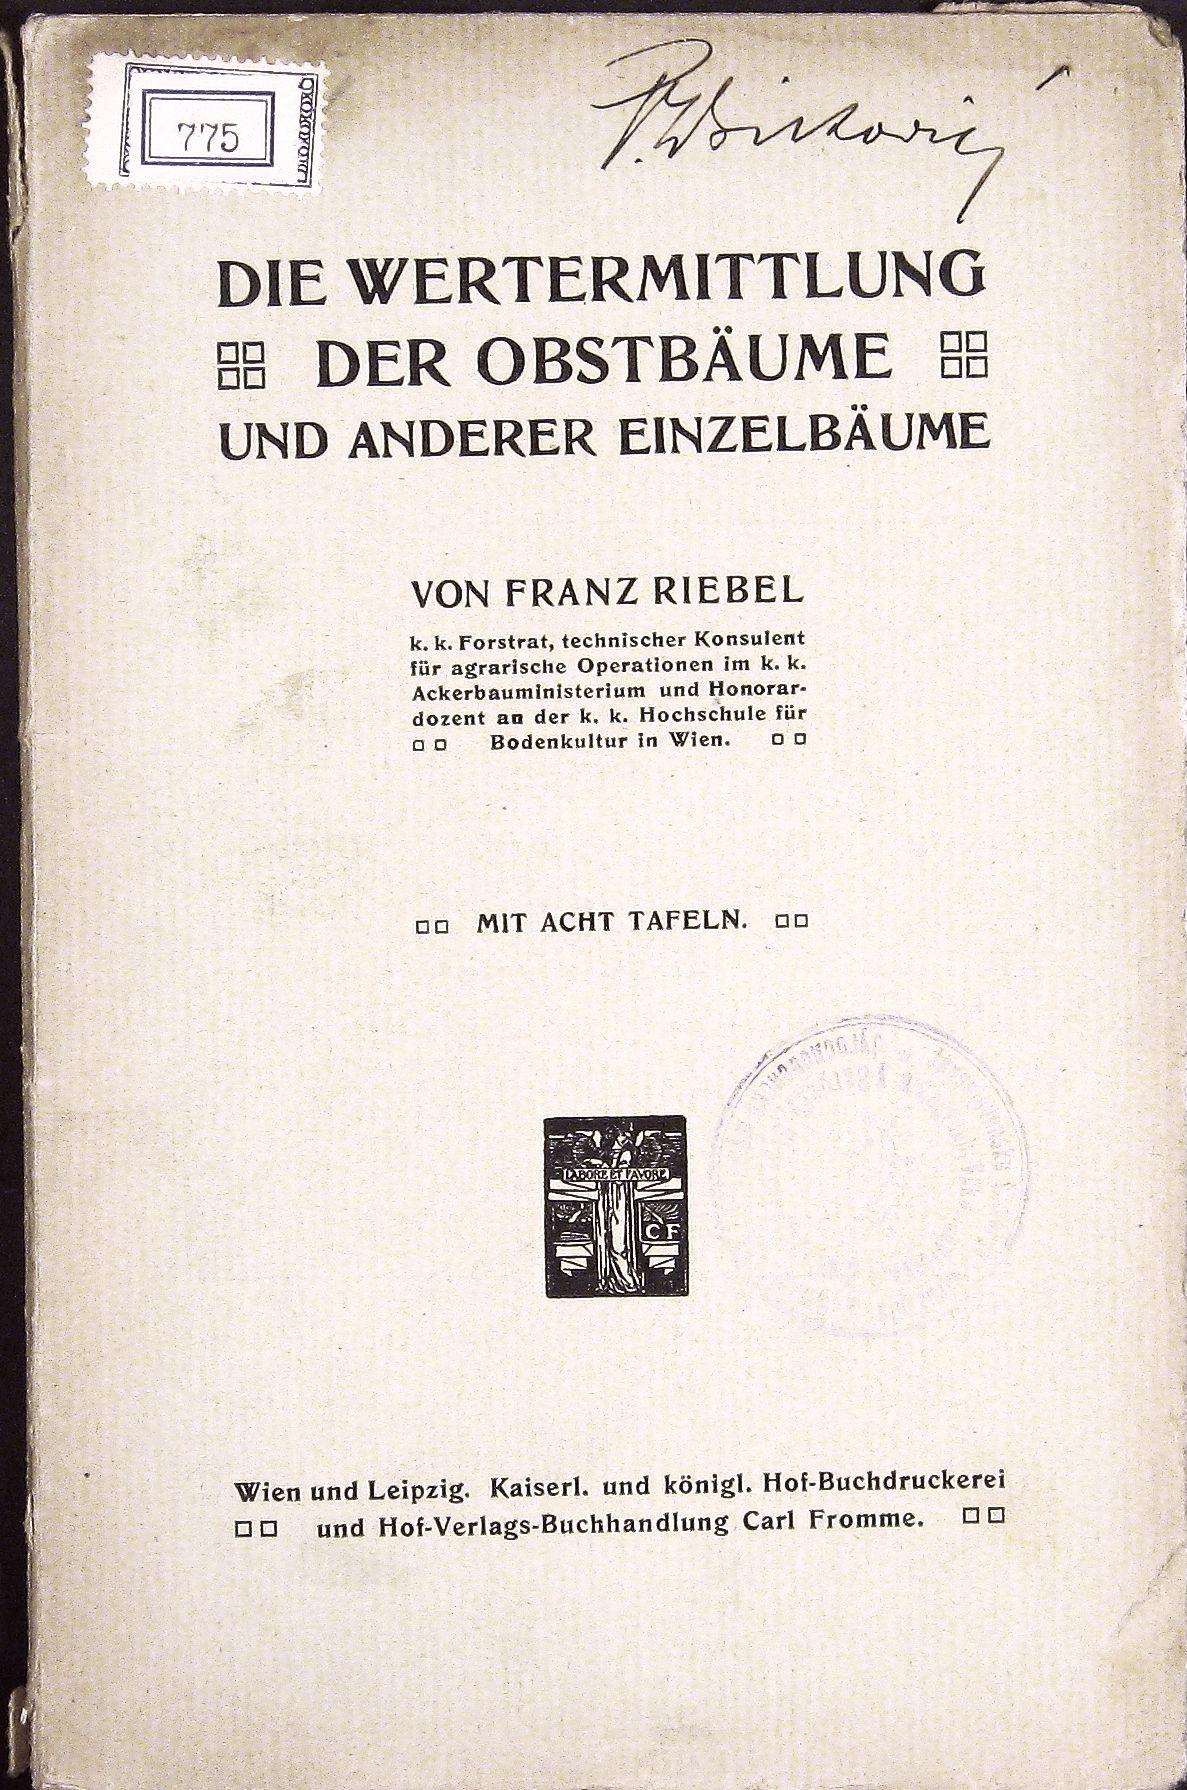 775
DIE WERTERMITTLUNG
DER OBSTBÄUME
UND ANDERER EINZELBÄUME
VON FRANZ RIEBEL
k. k. Forstrat, technischer Konsulent
für agrarische Operationen im k. k.
Ackerbauministerium und Honorar-
dozent an der k. k. Hochschule für
Bodenkultur in Wien.
MIT ACHT TAFELN.
LABORE ET FAVORE
CF
Wien und Leipzig. Kaiserl. und königl. Hof-Buchdruckerei
und Hof-Verlags-Buchhandlung Carl Fromme.